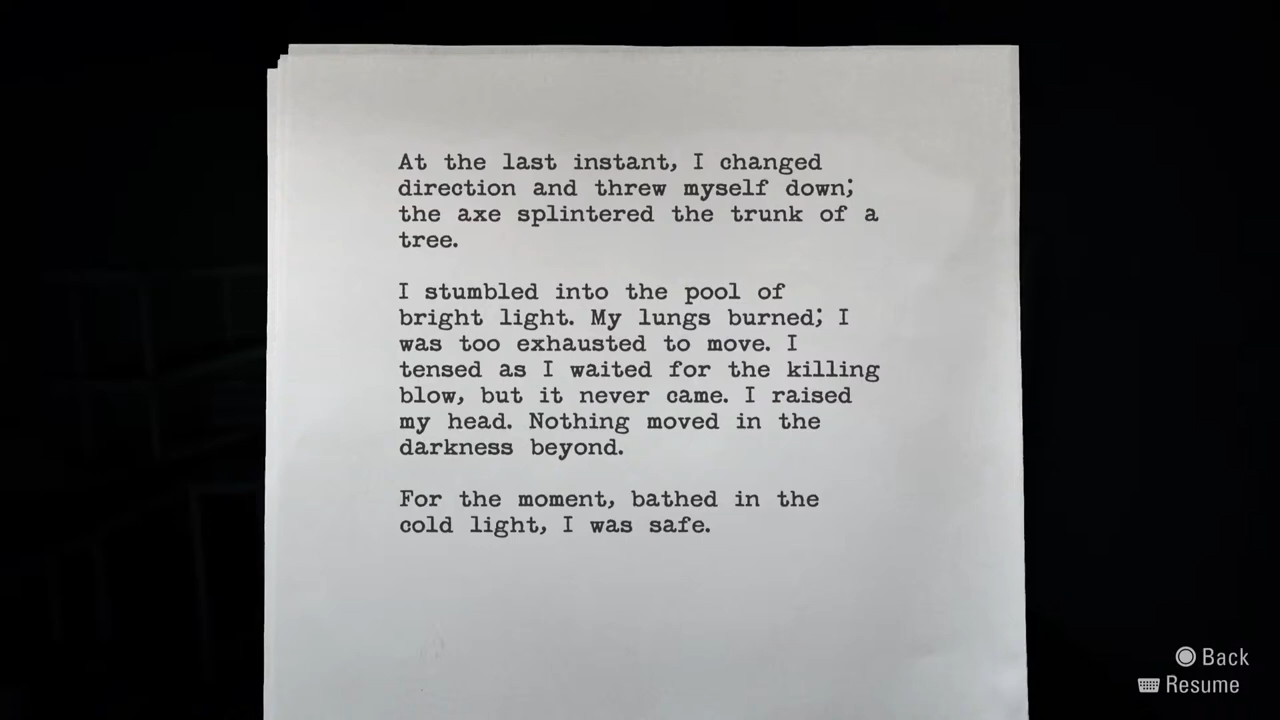 At the last instant, I changed
direction and threw myself down;
the axe splintered the trunk of a
tree.
I stumbled into the pool of
bright light. My lungs burned; I
was too exhausted to move. I
tensed as I waited for the killing
blow, but it never came. I raised
my head. Nothing moved in the
darkness beyond.
For the moment, bathed in the
cold light, I was safe.
Back
Resume